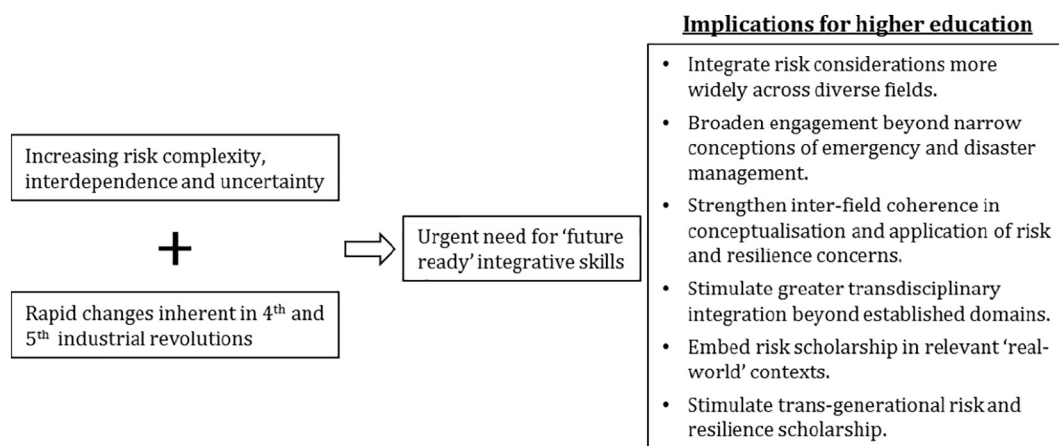 Increasing risk complexity,
interdependence and uncertainty
+
Rapid changes inherent in 4th and
5th industrial revolutions
Urgent need for ‘future
ready’ integrative skills
Implications for higher education
• Integrate risk considerations more
widely across diverse fields.
• Broaden engagement beyond narrow
conceptions of emergency and disaster
management.
• Strengthen inter-field coherence in
conceptualisation and application of risk
and resilience concerns.
• Stimulate greater transdisciplinary
integration beyond established domains.
• Embed risk scholarship in relevant ‘real-
world’ contexts.
• Stimulate trans-generational risk and
resilience scholarship.